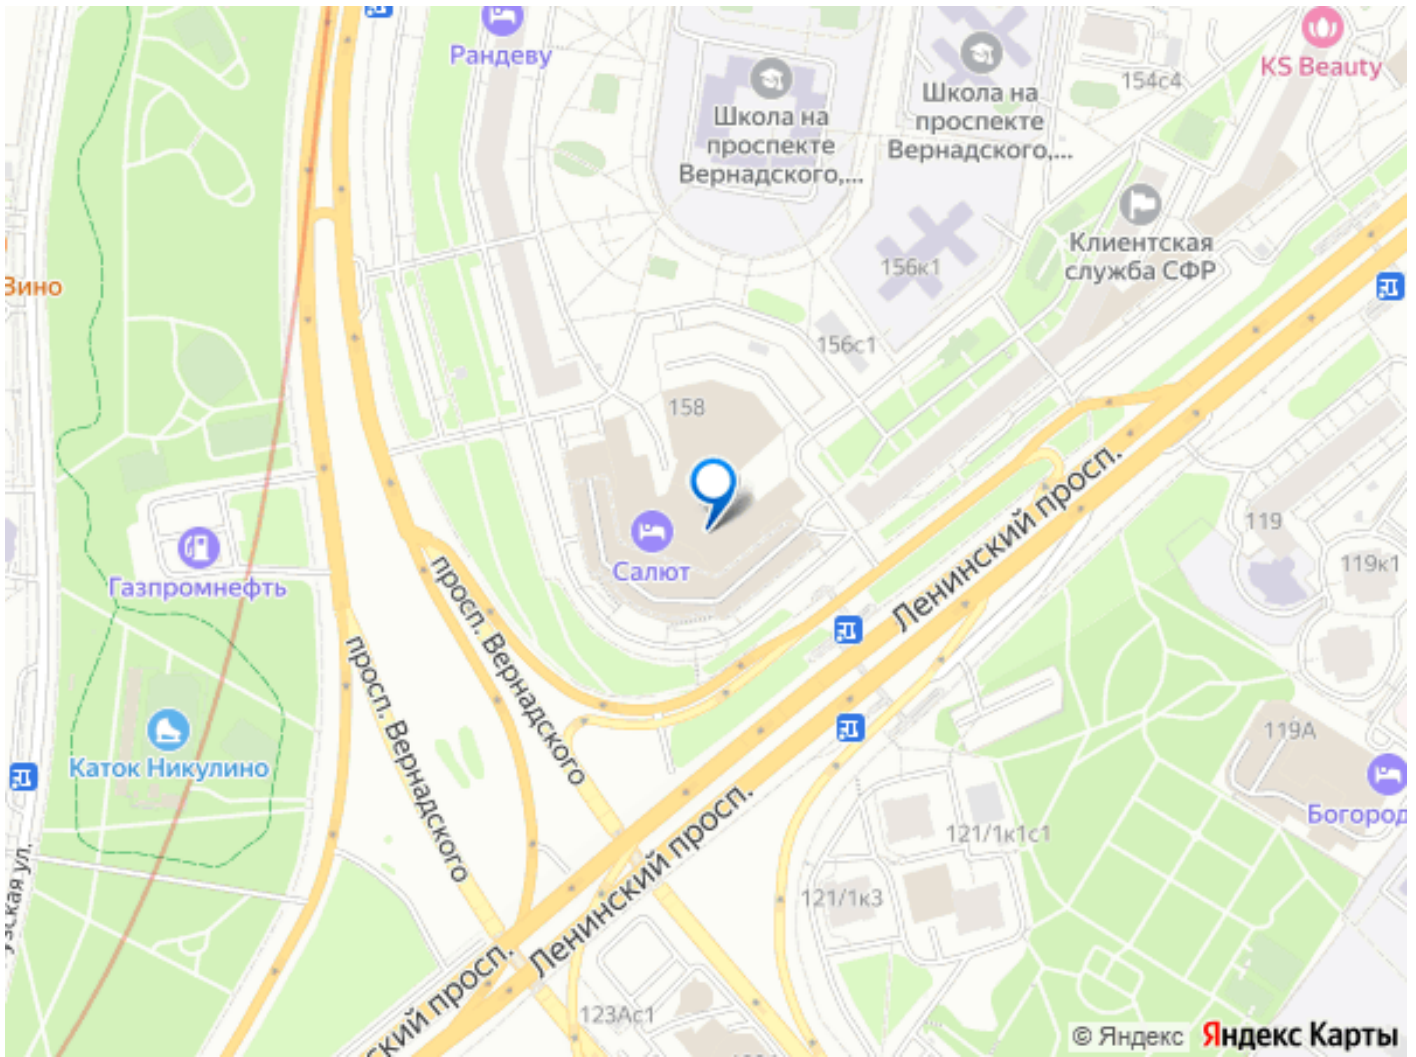 Рандеву
Школа на
проспекте
Вернадского,...
Школа на
проспекте
Вернадского,...
154с4
KS Beauty
Клиентская
служба СФР
156к1
Вино
156с1
158
Салют
Газпромнефть
просп. Вернадского
просп. Вернадского
Ленинский просп.
119
119к1
Каток Никулино
119А
Богород
121/1к1с1
121/1к3
Ленинский просп.
ский просп.
ул.
123Ас1
© Яндекс Яндекс Карты